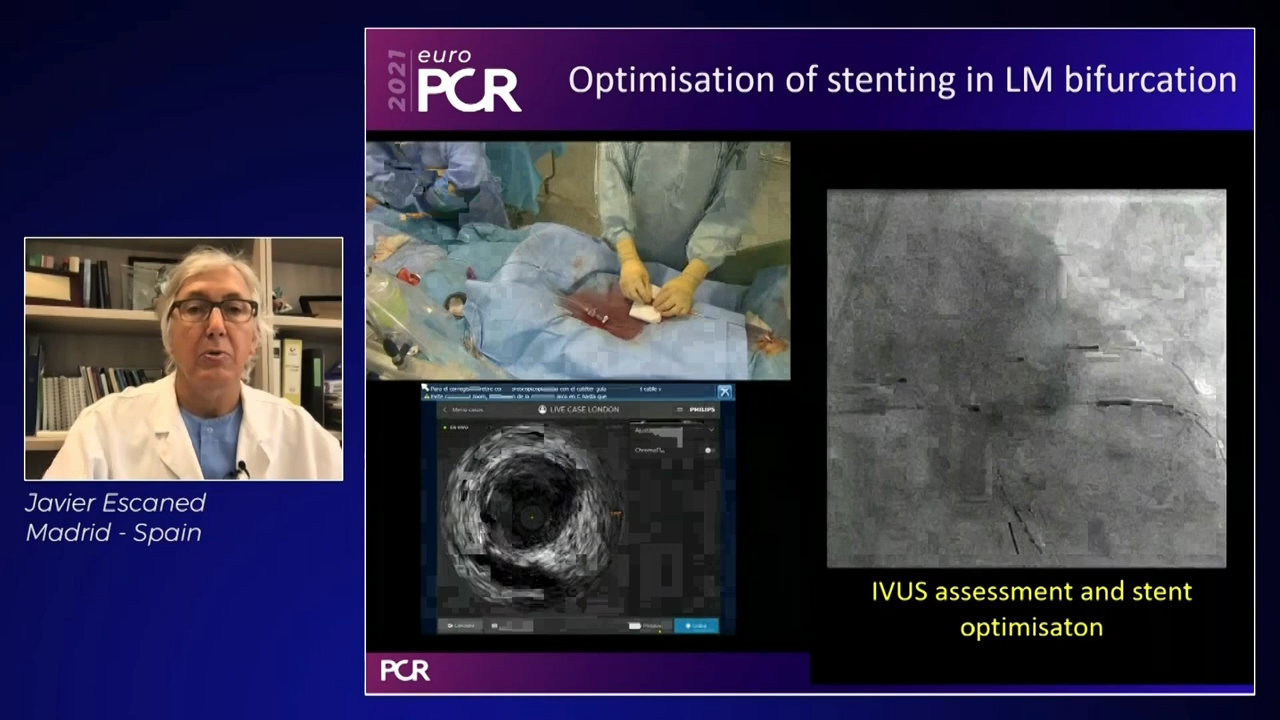 2021
euro
PCR
Optimisation of stenting in LM bifurcation
LIVE CASE LONDON
PHILIPS
IVUS assessment and stent
optimisaton
Javier Escaned
Madrid - Spain
PCR